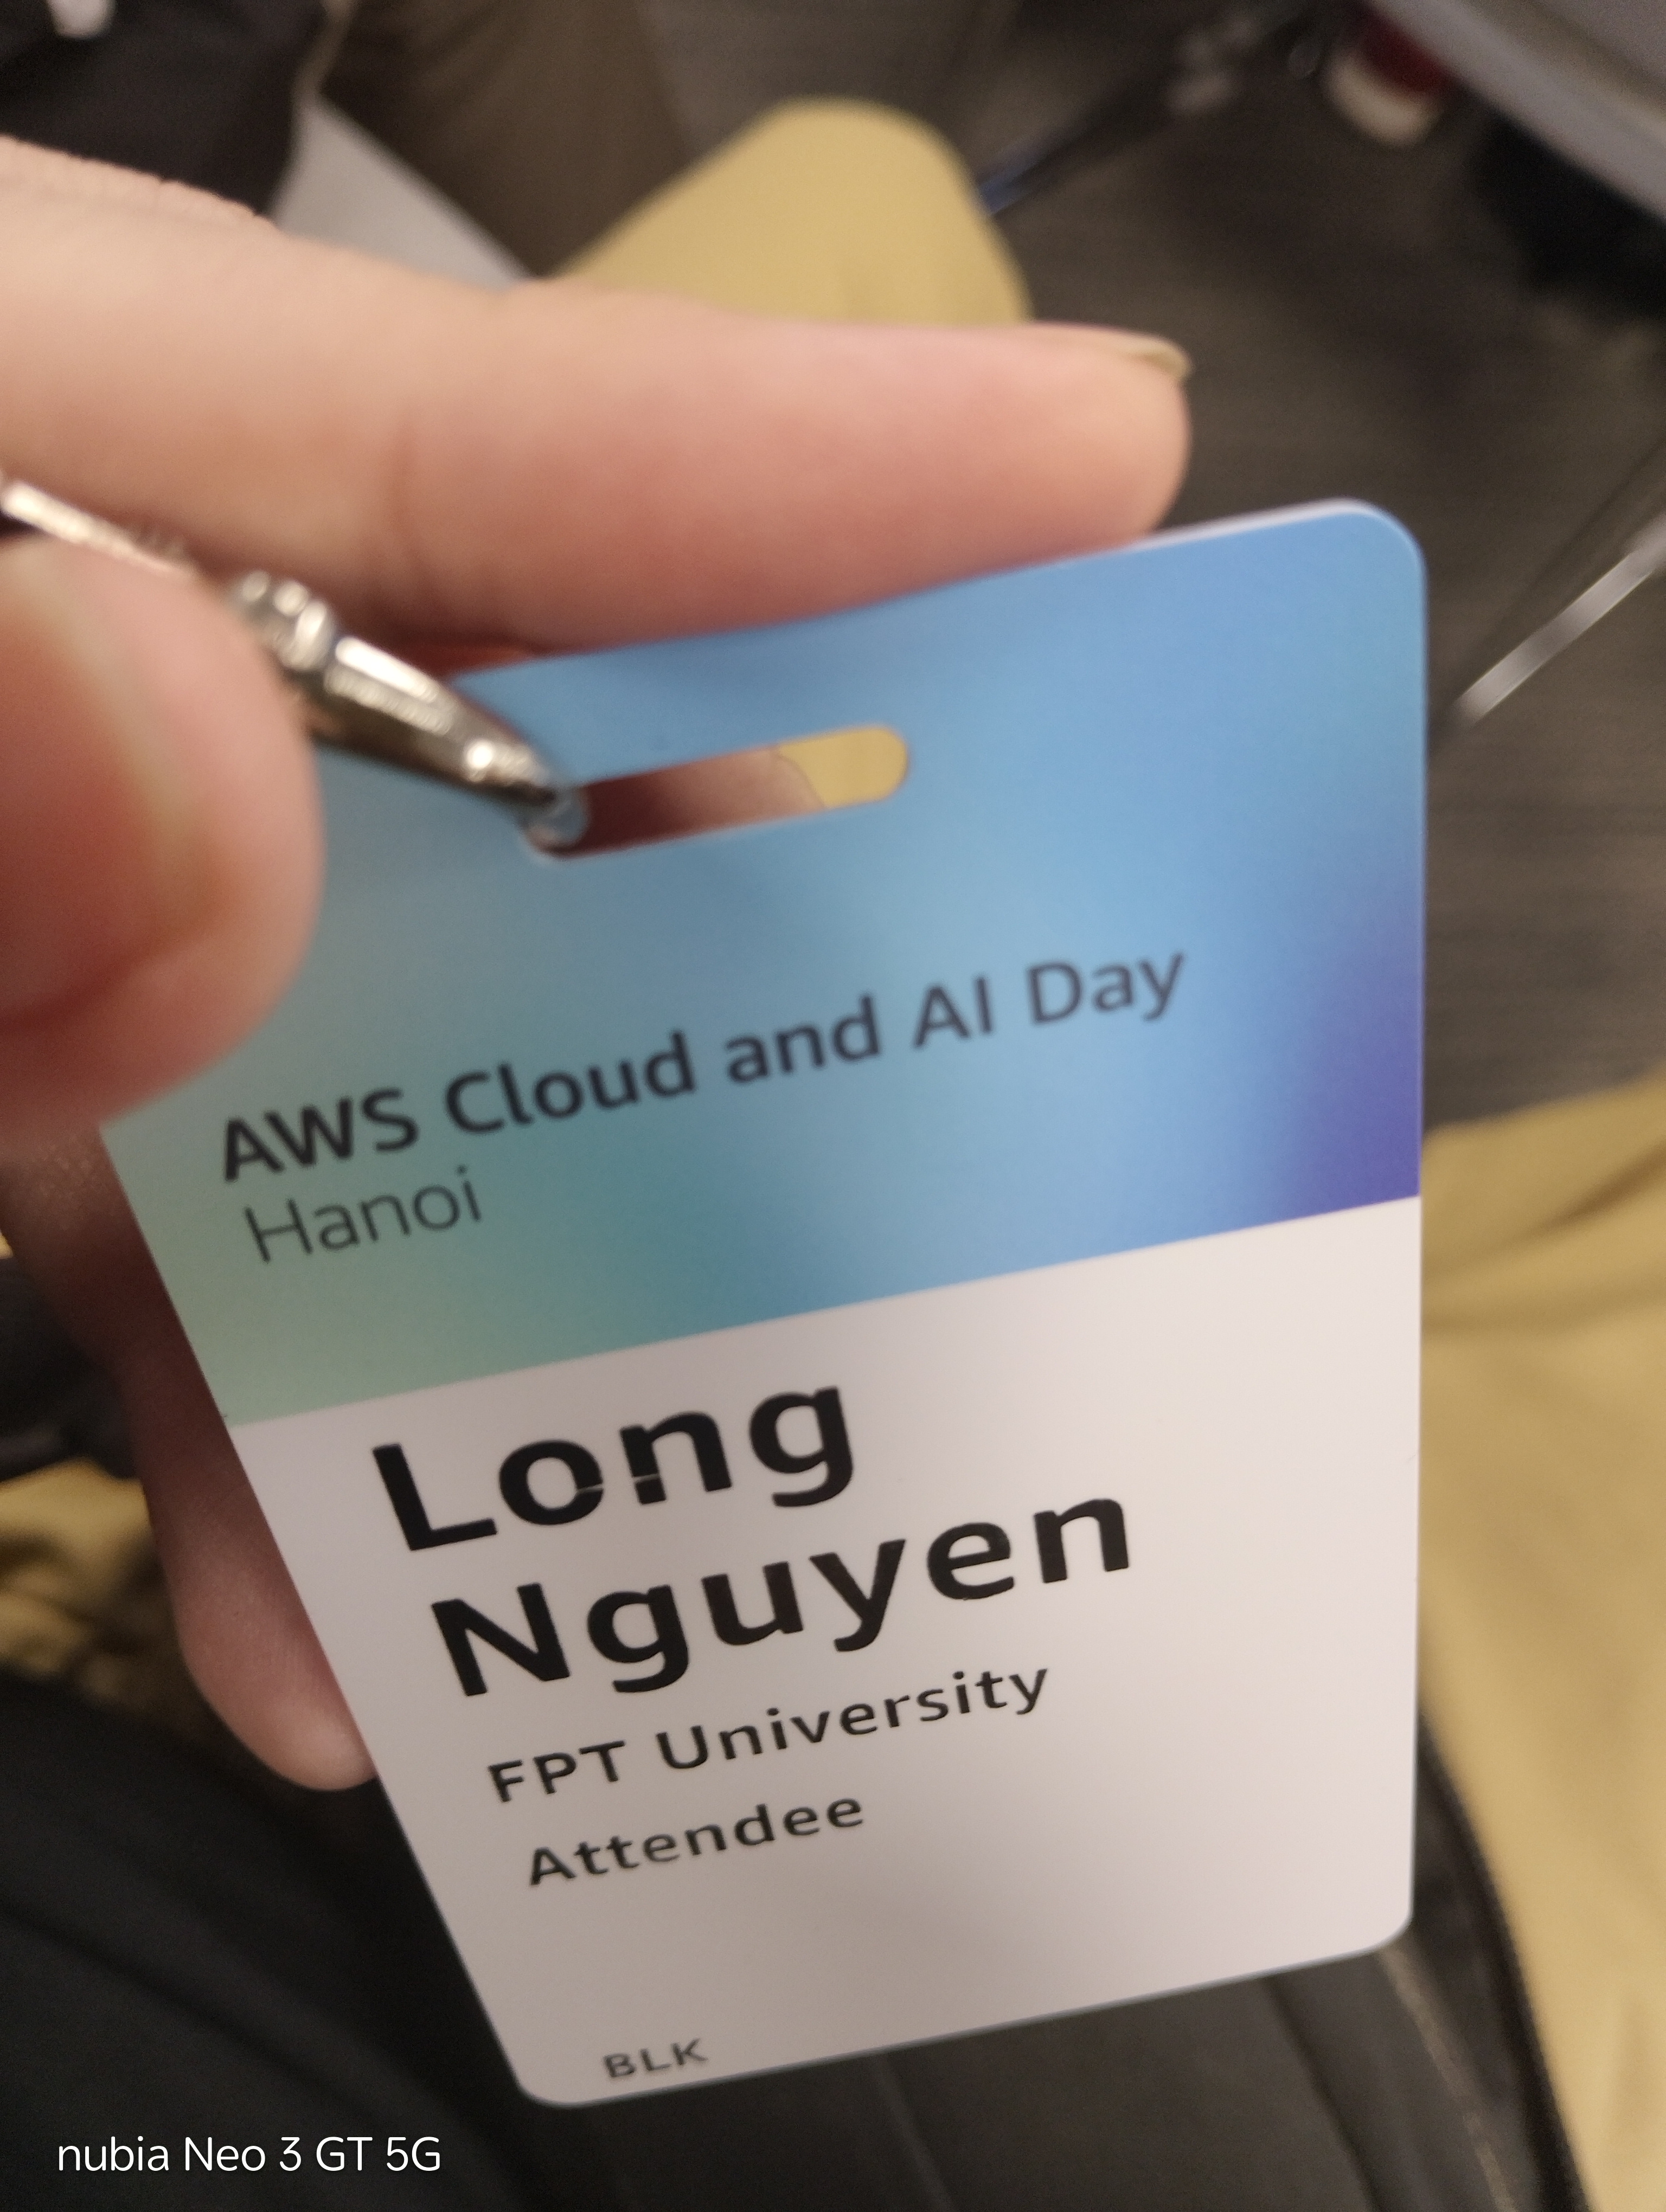 AWS Cloud and AI Day
Hanoi
Long
Nguyen
FPT University
Attendee
BLK
nubia Neo 3 GT 5G